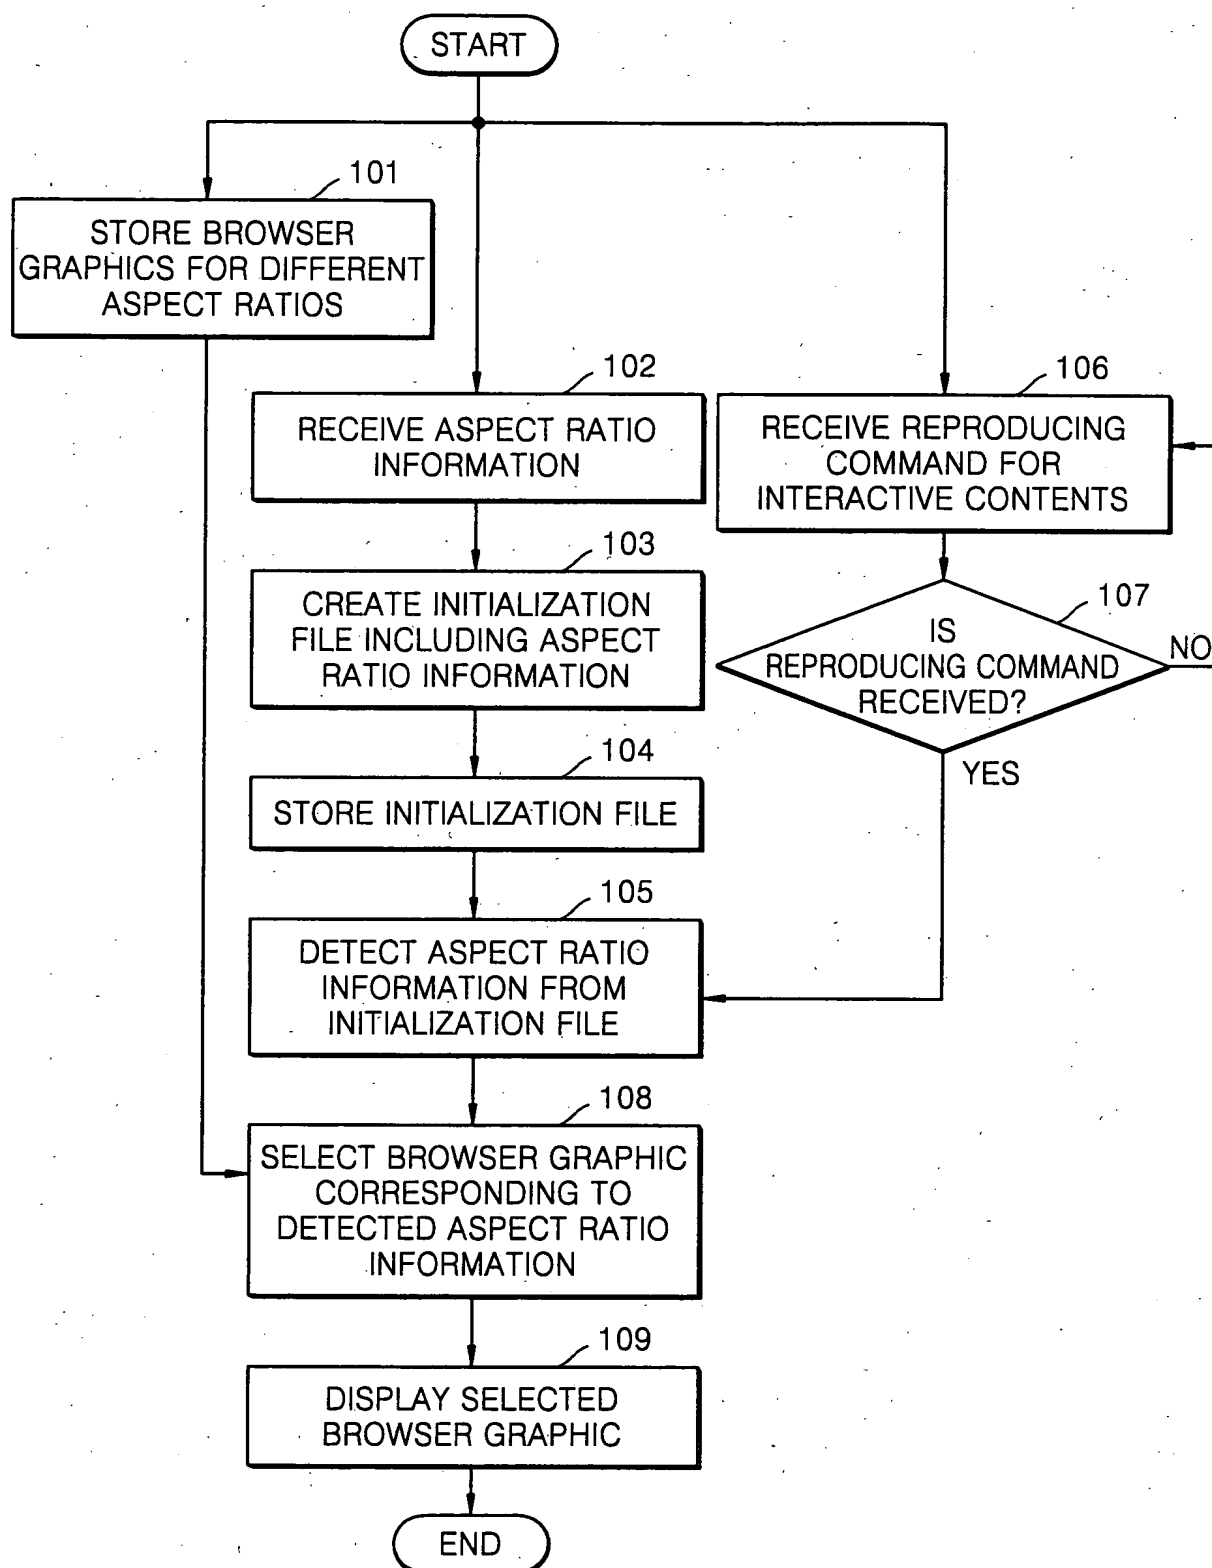 START
101
STORE BROWSER
GRAPHICS FOR DIFFERENT
ASPECT RATIOS
102
RECEIVE ASPECT RATIO
INFORMATION
106
RECEIVE REPRODUCING
COMMAND FOR
INTERACTIVE CONTENTS
103
CREATE INITIALIZATION
FILE INCLUDING ASPECT
RATIO INFORMATION
107
IS
REPRODUCING COMMAND
RECEIVED?
NO
YES
104
STORE INITIALIZATION FILE
105
DETECT ASPECT RATIO
INFORMATION FROM
INITIALIZATION FILE
108
SELECT BROWSER GRAPHIC
CORRESPONDING TO
DETECTED ASPECT RATIO
INFORMATION
109
DISPLAY SELECTED
BROWSER GRAPHIC
END